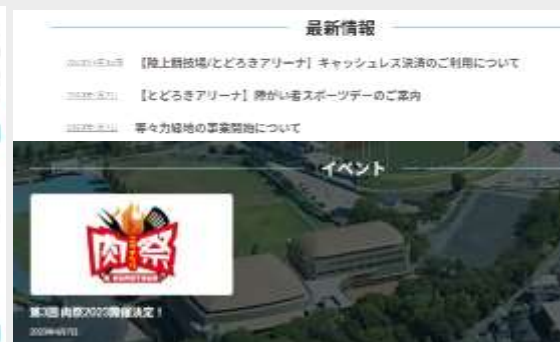 最新情報
【陸上競技場/とどろきアリーナ】キャッシュレス決済のご利用について
【とどろきアリーナ】障がい者スポーツデーのご案内
等々力緑地の事業開始について
イベント
肉祭
第3回 肉祭2023開催決定！